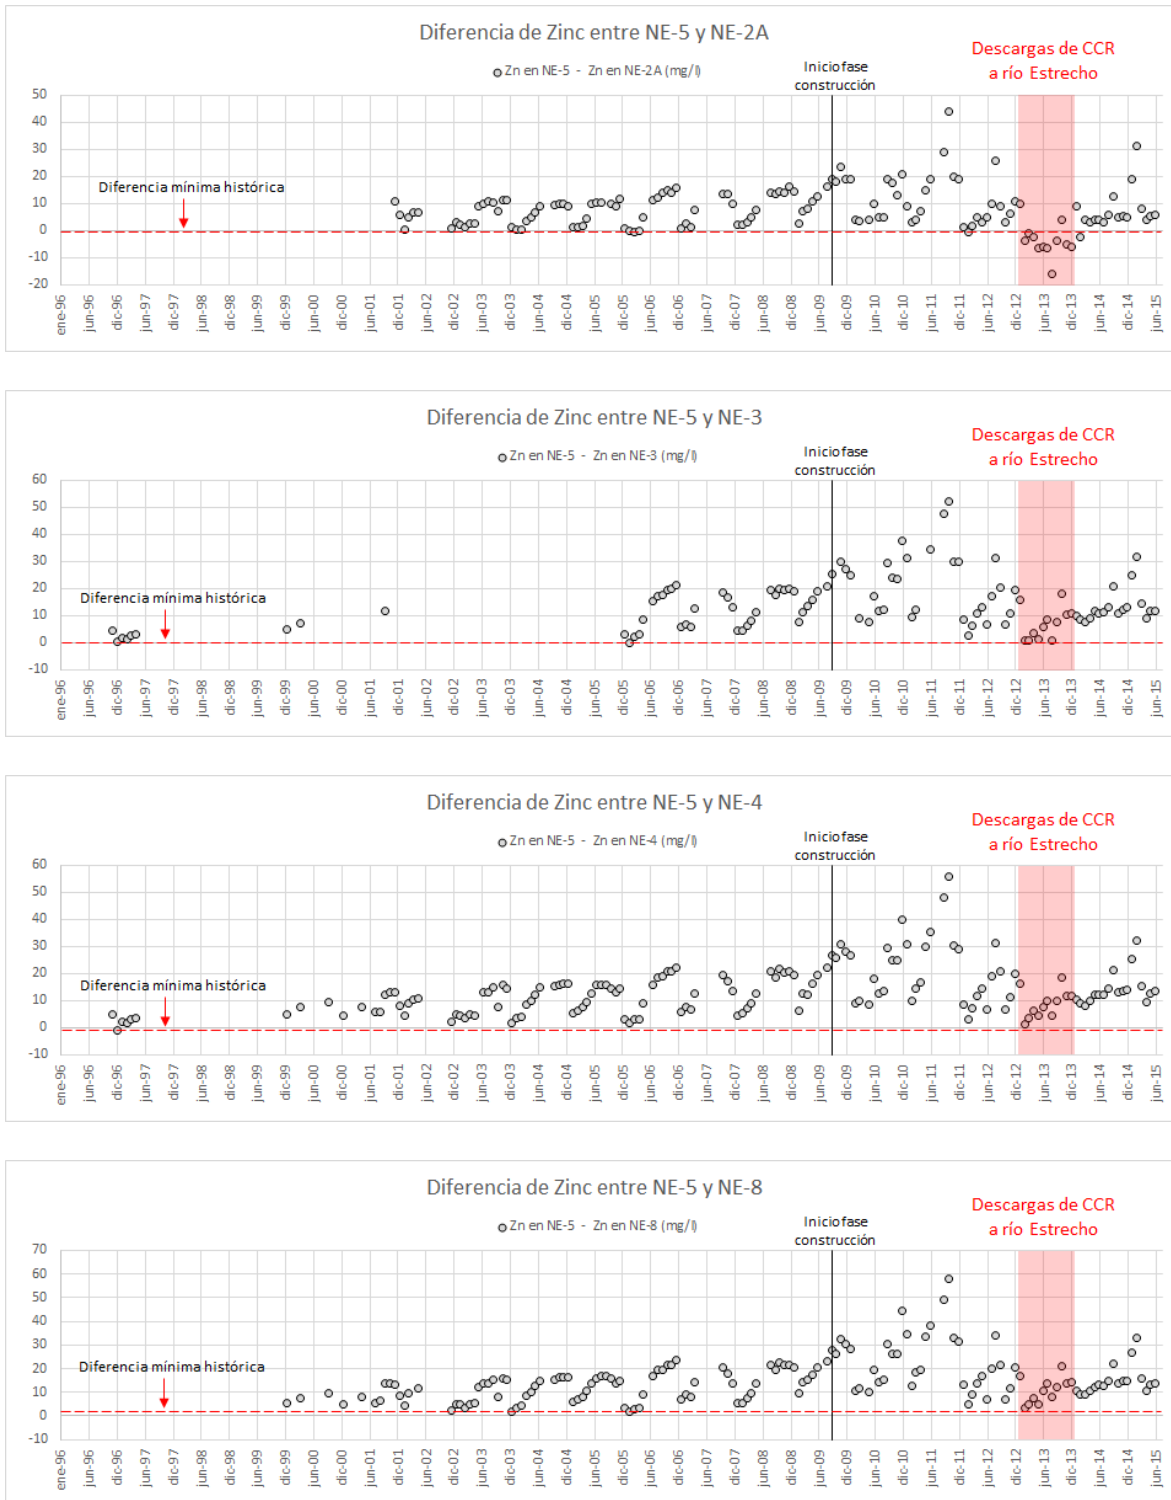 Diferencia de Zinc entre NE-5 y NE-2A
Descargas de CCR
a río Estrecho
Zn en NE-5 - Zn en NE-2A (mg/l)
Inicio fase
construcción
50
40
30
20
10
0
-10
-20
Diferencia mínima histórica
ene-96 jun-96 dic-96 jun-97 dic-97 jun-98 dic-98 jun-99 dic-99 jun-00 dic-00 jun-01 dic-01 jun-02 dic-02 jun-03 dic-03 jun-04 dic-04 jun-05 dic-05 jun-06 dic-06 jun-07 dic-07 jun-08 dic-08 jun-09 dic-09 jun-10 dic-10 jun-11 dic-11 jun-12 dic-12 jun-13 dic-13 jun-14 dic-14 jun-15
Diferencia de Zinc entre NE-5 y NE-3
Descargas de CCR
a río Estrecho
Zn en NE-5 - Zn en NE-3 (mg/l)
Inicio fase
construcción
60
50
40
30
20
10
0
-10
Diferencia mínima histórica
ene-96 jun-96 dic-96 jun-97 dic-97 jun-98 dic-98 jun-99 dic-99 jun-00 dic-00 jun-01 dic-01 jun-02 dic-02 jun-03 dic-03 jun-04 dic-04 jun-05 dic-05 jun-06 dic-06 jun-07 dic-07 jun-08 dic-08 jun-09 dic-09 jun-10 dic-10 jun-11 dic-11 jun-12 dic-12 jun-13 dic-13 jun-14 dic-14 jun-15
Diferencia de Zinc entre NE-5 y NE-4
Descargas de CCR
a río Estrecho
Zn en NE-5 - Zn en NE-4 (mg/l)
Inicio fase
construcción
60
50
40
30
20
10
0
-10
Diferencia mínima histórica
ene-96 jun-96 dic-96 jun-97 dic-97 jun-98 dic-98 jun-99 dic-99 jun-00 dic-00 jun-01 dic-01 jun-02 dic-02 jun-03 dic-03 jun-04 dic-04 jun-05 dic-05 jun-06 dic-06 jun-07 dic-07 jun-08 dic-08 jun-09 dic-09 jun-10 dic-10 jun-11 dic-11 jun-12 dic-12 jun-13 dic-13 jun-14 dic-14 jun-15
Diferencia de Zinc entre NE-5 y NE-8
Descargas de CCR
a río Estrecho
Zn en NE-5 - Zn en NE-8 (mg/l)
Inicio fase
construcción
70
60
50
40
30
20
10
0
-10
Diferencia mínima histórica
ene-96 jun-96 dic-96 jun-97 dic-97 jun-98 dic-98 jun-99 dic-99 jun-00 dic-00 jun-01 dic-01 jun-02 dic-02 jun-03 dic-03 jun-04 dic-04 jun-05 dic-05 jun-06 dic-06 jun-07 dic-07 jun-08 dic-08 jun-09 dic-09 jun-10 dic-10 jun-11 dic-11 jun-12 dic-12 jun-13 dic-13 jun-14 dic-14 jun-15